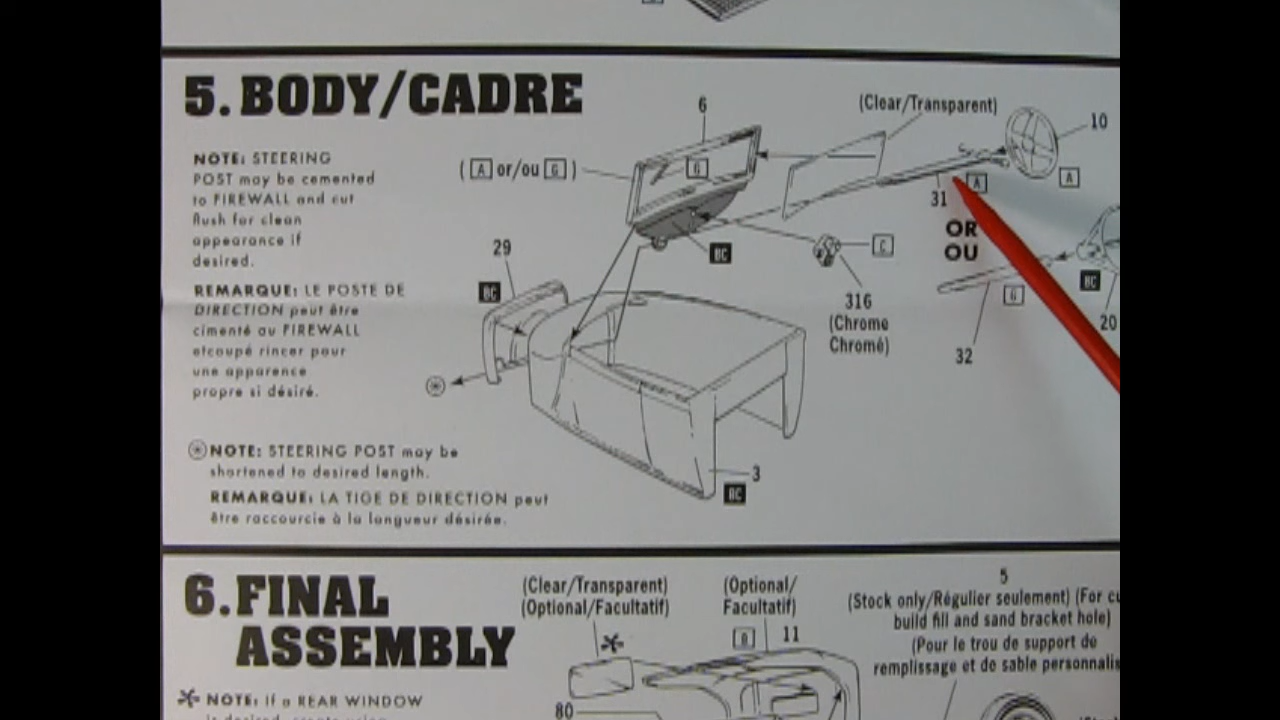 5. BODY/CADRE
NOTE: STEERING
POST may be cemented
to FIREWALL and cut
flush for clean
appearance if
desired.
REMARQUE: LE POSTE DE
DIRECTION peut être
cimenté au FIREWALL
etcoupé rincer pour
une apparence
propre si désiré.
NOTE: STEERING POST may be
shortened to desired length.
REMARQUE: LA TIGE DE DIRECTION peut
être raccourcie à la longueur désirée.
6
(Clear/Transparent)
10
(A or/ou G)
G
A
A
31
OR
OU
29
BC
BC
C
316
(Chrome
Chromé)
G
BC
20
32
3
BC
6. FINAL
ASSEMBLY
NOTE: If a REAR WINDOW
(Clear/Transparent)
(Optional/Facultatif)
(Optional/
Facultatif)
11
80
5
(Stock only/Régulier seulement) (For cu
build fill and sand bracket hole)
(Pour le trou de support de
remplissage et de sable personnalis